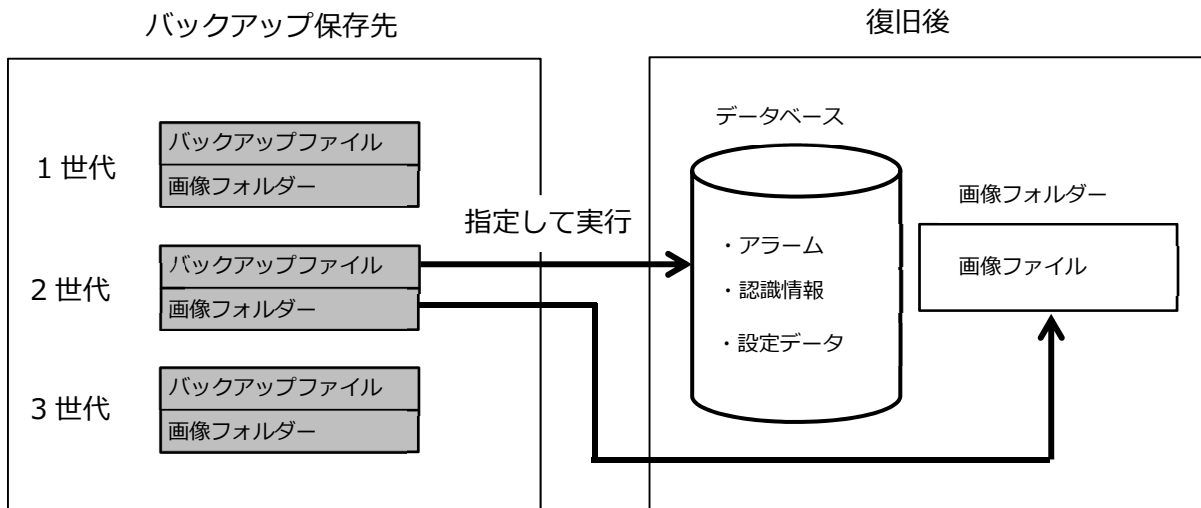 バックアップ保存先
1 世代
バックアップファイル
画像フォルダー
2 世代
バックアップファイル
画像フォルダー
3 世代
バックアップファイル
画像フォルダー
指定して実行
復旧後
データベース
・アラーム
・認識情報
・設定データ
画像フォルダー
画像ファイル